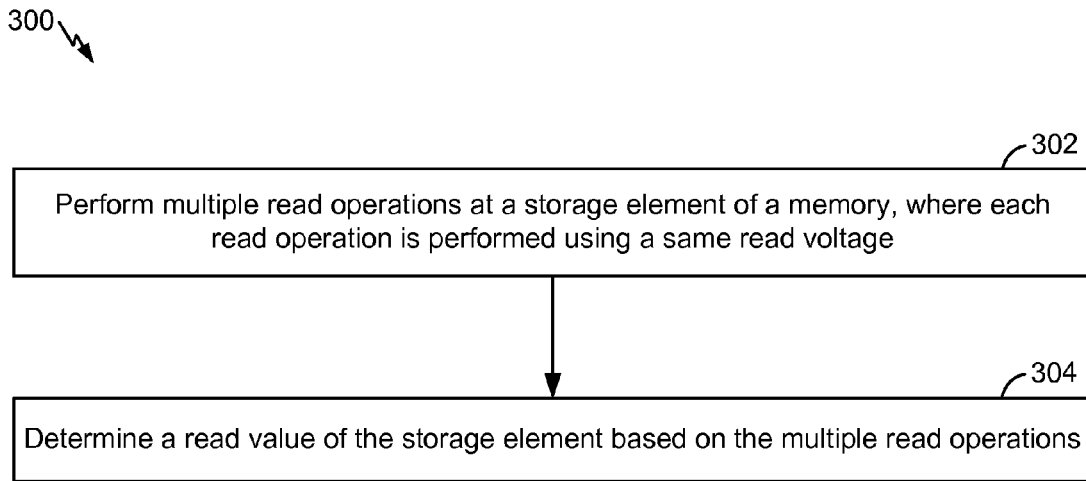 300
302
Perform multiple read operations at a storage element of a memory, where each
read operation is performed using a same read voltage
304
Determine a read value of the storage element based on the multiple read operations